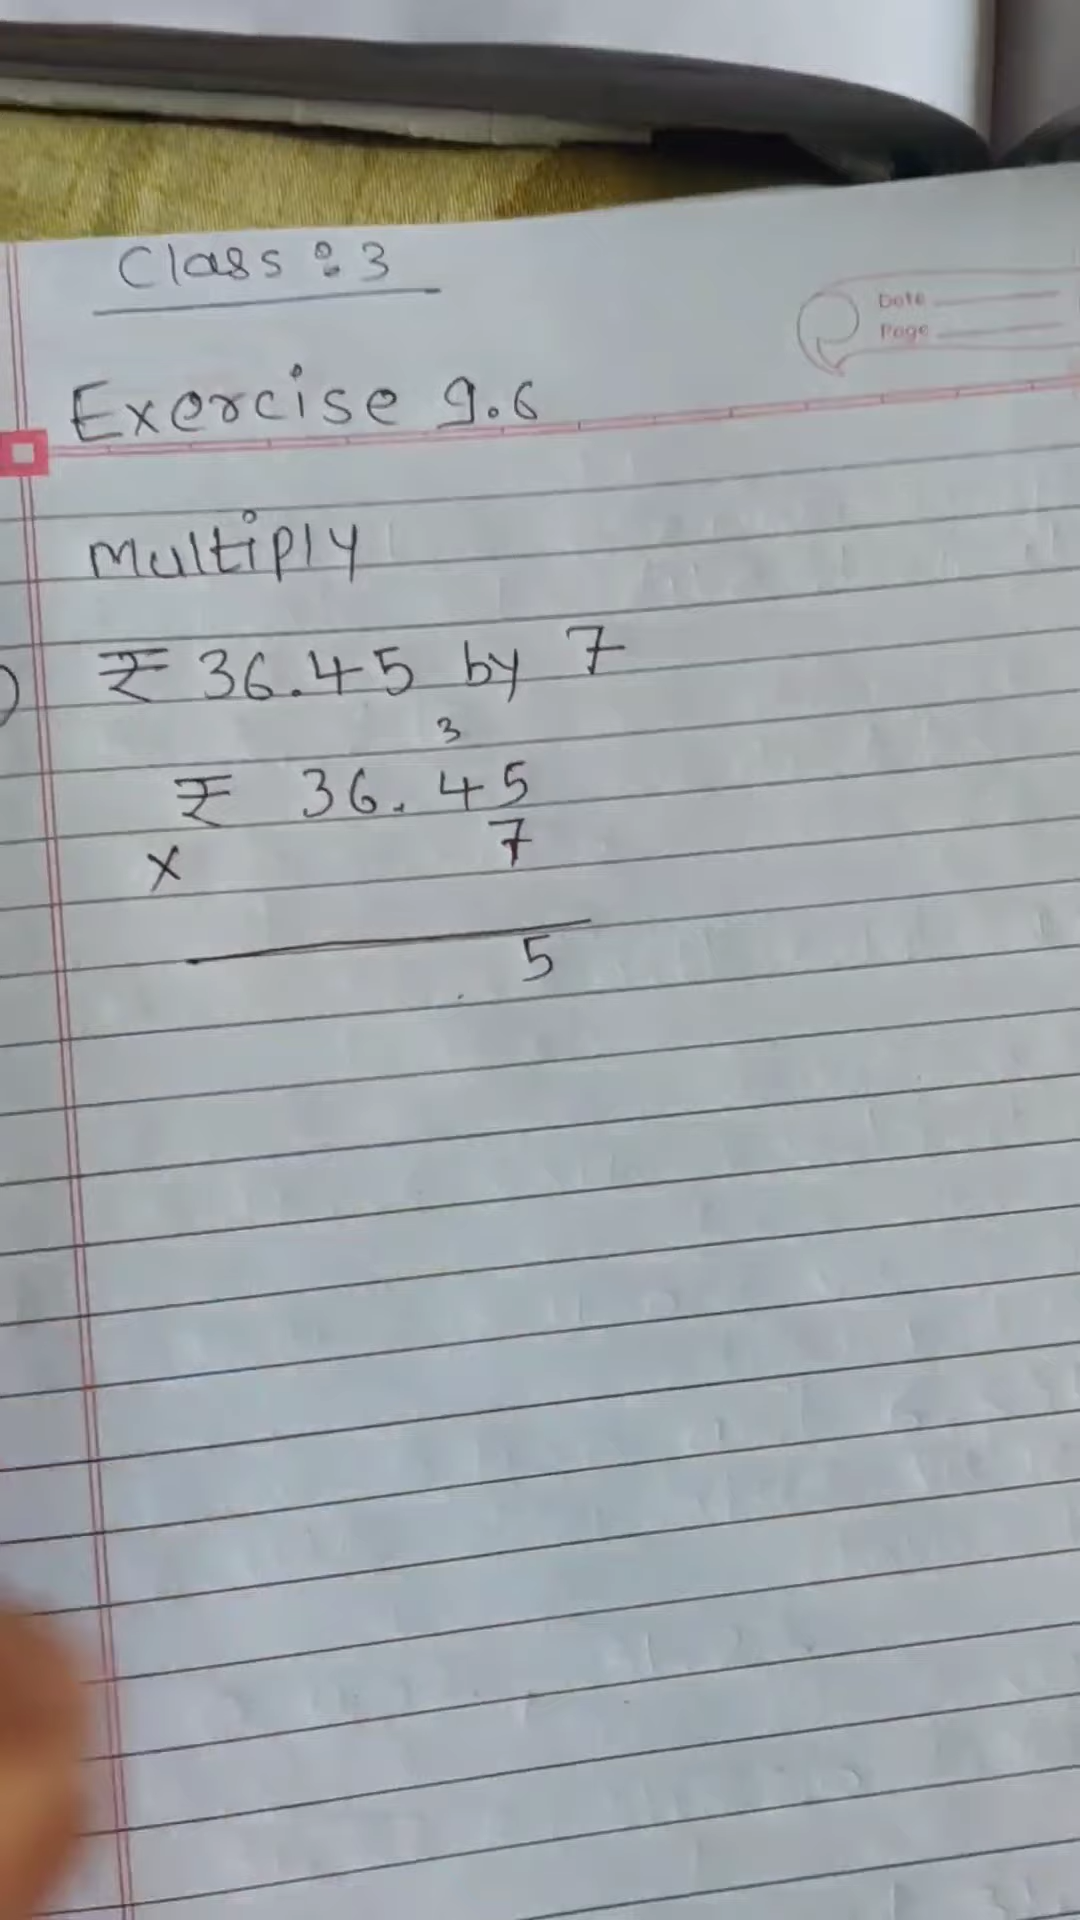 Class : 3
Date
Page
Exercise 9.6
Multiply
) ₹ 36.45 by 7
3
₹ 36.45
× 7
5